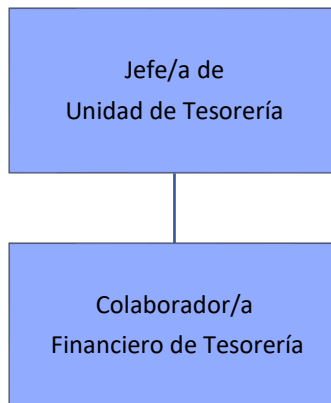 Jefe/a de
Unidad de Tesorería
Colaborador/a
Financiero de Tesorería